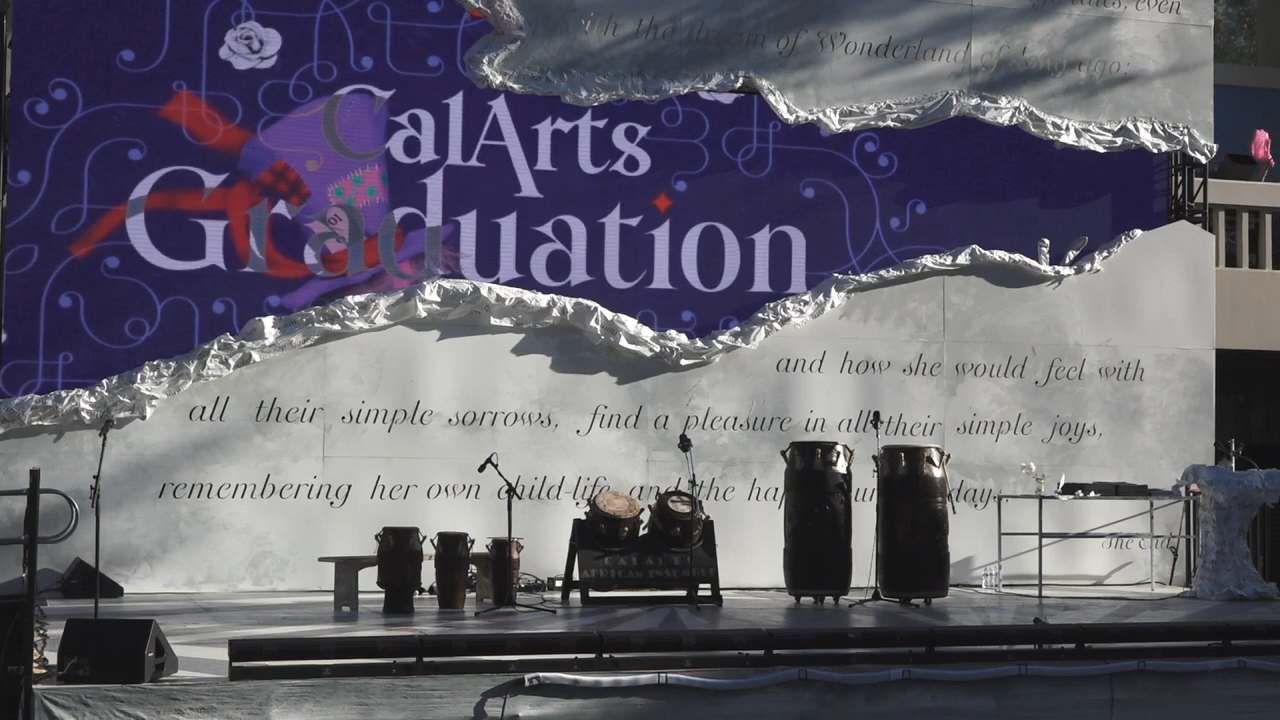 with the dream of Wonderland of long ago:
CalArts
Graduation
and how she would feel with
all their simple sorrows, find a pleasure in all their simple joys,
remembering her own child-life, and the days.
CALARTS
AFRICAN ENSEMBLE
The End